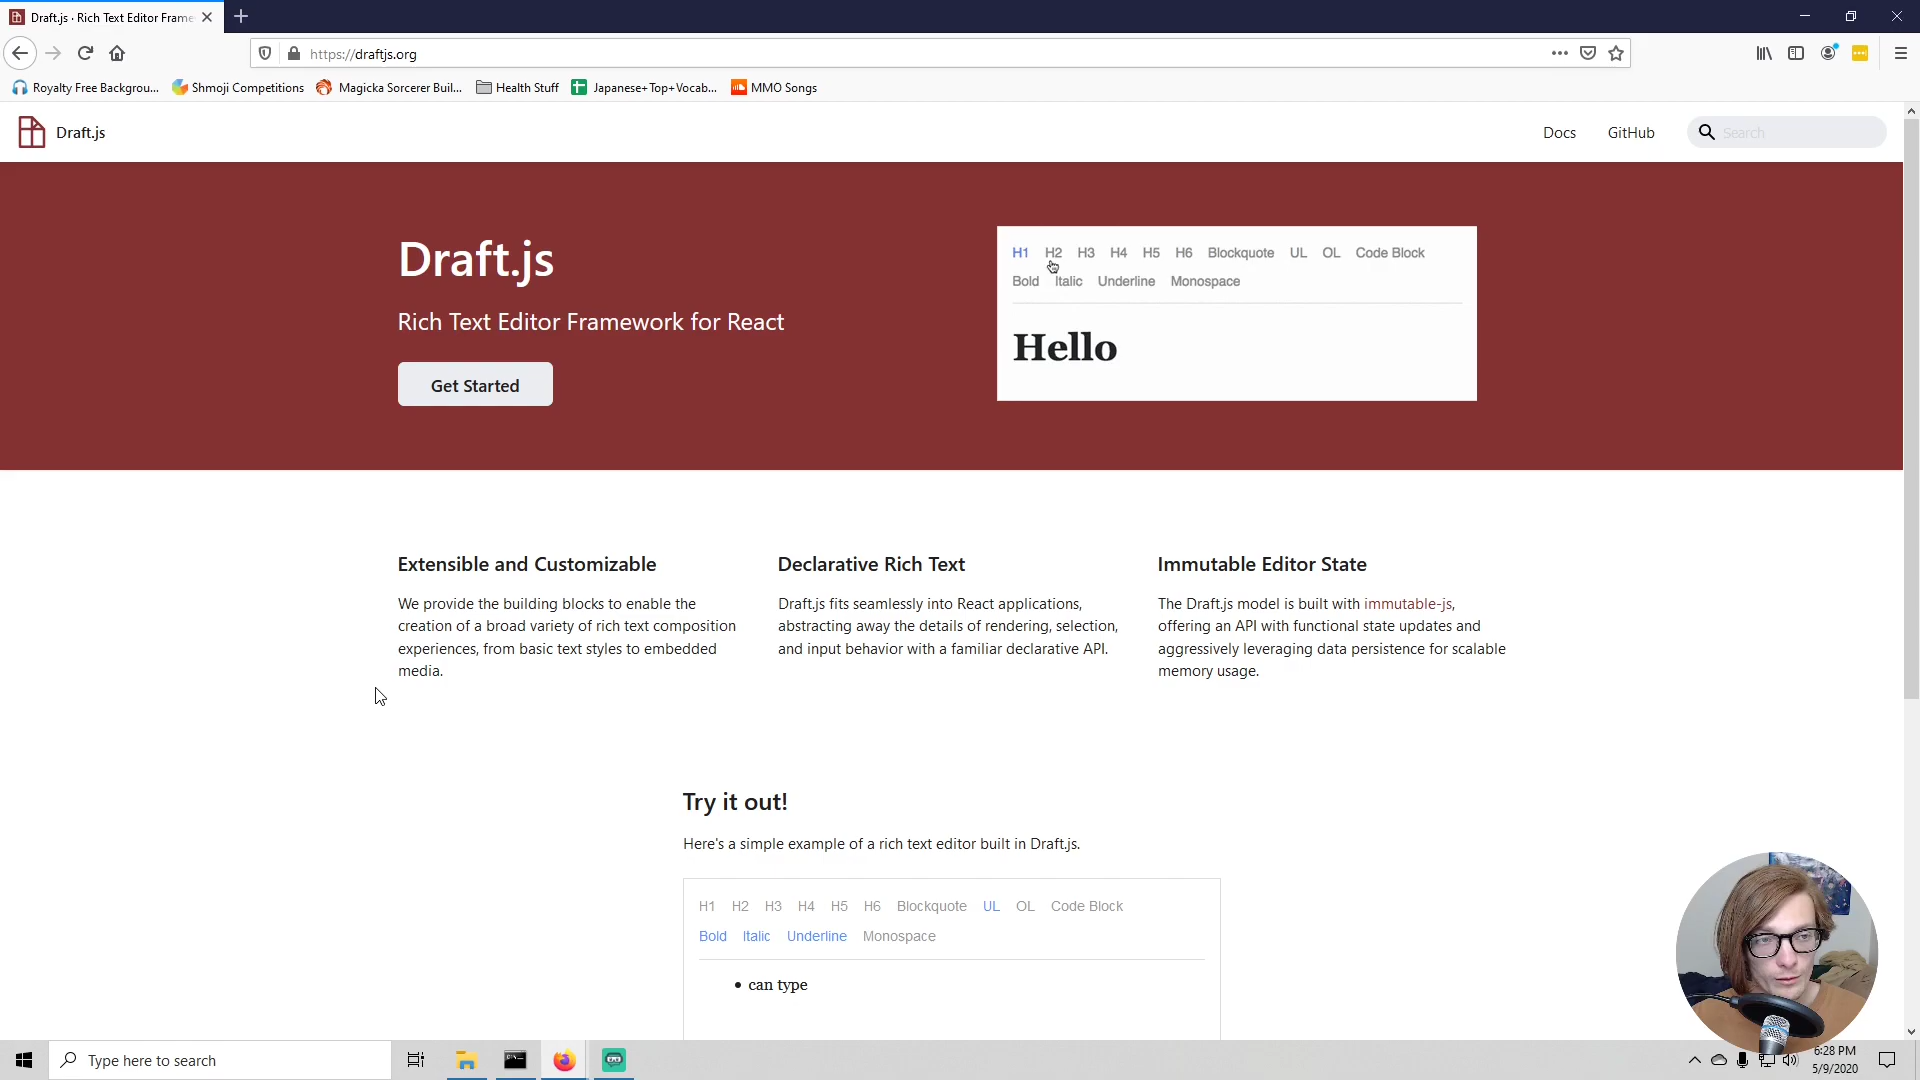 Draft.js · Rich Text Editor Frame
https://draftjs.org
Royalty Free Backgrou...
Shmoji Competitions
Magicka Sorcerer Buil...
Health Stuff
Japanese+Top+Vocab...
MMO Songs
Draft.js
Docs
GitHub
Search
Draft.js
Rich Text Editor Framework for React
Get Started
H1 H2 H3 H4 H5 H6 Blockquote UL OL Code Block
Bold Italic Underline Monospace
Hello
Extensible and Customizable
We provide the building blocks to enable the
creation of a broad variety of rich text composition
experiences, from basic text styles to embedded
media.
Declarative Rich Text
Draft.js fits seamlessly into React applications,
abstracting away the details of rendering, selection,
and input behavior with a familiar declarative API.
Immutable Editor State
The Draft.js model is built with immutable-js,
offering an API with functional state updates and
aggressively leveraging data persistence for scalable
memory usage.
Try it out!
Here's a simple example of a rich text editor built in Draft.js.
H1 H2 H3 H4 H5 H6 Blockquote UL OL Code Block
Bold Italic Underline Monospace
• can type
Type here to search
6:28 PM
5/9/2020